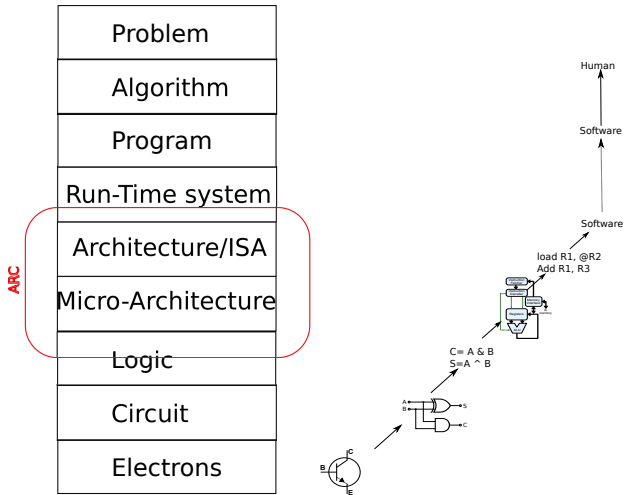 Problem
Algorithm
Program
Run-Time system
Architecture/ISA
Micro-Architecture
Logic
Circuit
Electrons
ARC
Human
Software
Software
load R1, @R2
Add R1, R3
C= A & B
S=A ^ B
A
B
S
C
C
B
E